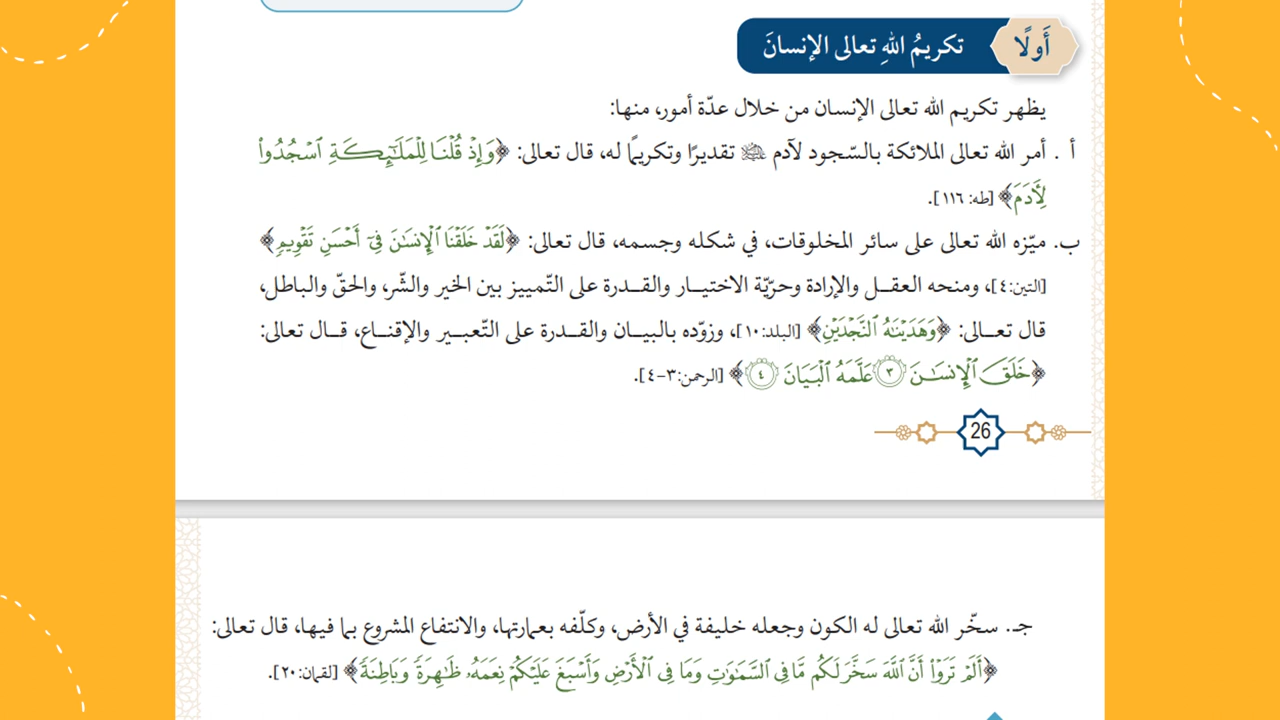 أَولًا
تكريمُ اللهِ تعالى الإنسانَ
يظهر تكريم الله تعالى الإنسان من خلال عدّة أمور، منها:
أ . أمر الله تعالى الملائكة بالسّجود لآدم ﷺ تقديرًا وتكريمًا له، قال تعالى: ﴿وَإِذۡ قُلۡنَا لِلۡمَلَٰٓئِكَةِ ٱسۡجُدُواْ
لِأٓدَمَ﴾ [طه: ١١٦].
ب. ميّزه الله تعالى على سائر المخلوقات، في شكله وجسمه، قال تعالى: ﴿لَقَدۡ خَلَقۡنَا ٱلۡإِنسَٰنَ فِيٓ أَحۡسَنِ تَقۡوِيمٖ﴾
[التين:٤]، ومنحه العقل والإرادة وحرّيّة الاختيار والقدرة على التّمييز بين الخير والشّر، والحقّ والباطل،
قال تعالى: ﴿وَهَدَيۡنَٰهُ ٱلنَّجۡدَيۡنِ﴾ [البلد:١٠]، وزوّده بالبيان والقدرة على التّعبير والإقناع، قال تعالى:
﴿خَلَقَ ٱلۡإِنسَٰنَ ٣ عَلَّمَهُ ٱلۡبَيَانَ ٤﴾ [الرحمن:٣-٤].
26
جـ. سخّر الله تعالى له الكون وجعله خليفة في الأرض، وكلّفه بعمارتها، والانتفاع المشروع بما فيها، قال تعالى:
﴿أَلَمۡ تَرَوۡاْ أَنَّ ٱللَّهَ سَخَّرَ لَكُم مَّا فِي ٱلسَّمَٰوَٰتِ وَمَا فِي ٱلۡأَرۡضِ وَأَسۡبَغَ عَلَيۡكُمۡ نِعَمَهُۥ ظَٰهِرَةٗ وَبَاطِنَةٗ﴾ [لقمان:٢٠].